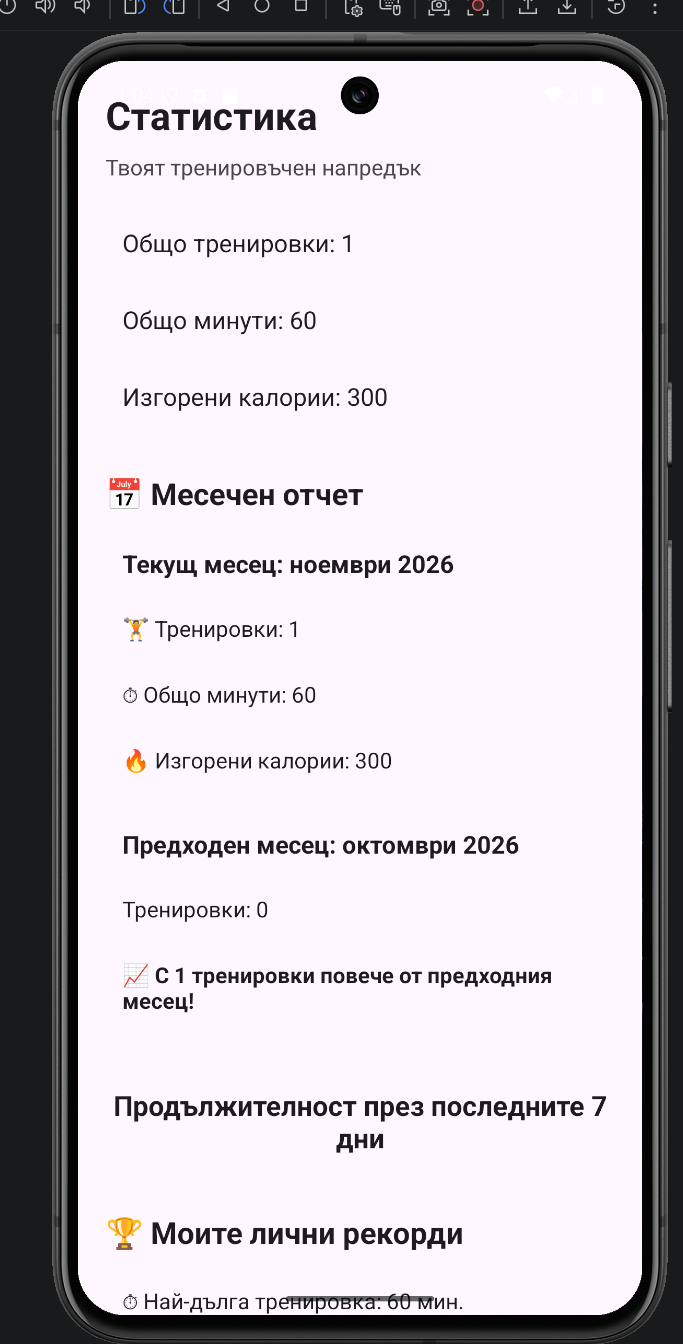 Статистика
Твоят тренировъчен напредък
Общо тренировки: 1
Общо минути: 60
Изгорени калории: 300
July
17
Месечен отчет
Текущ месец: ноември 2026
Тренировки: 1
Общо минути: 60
Изгорени калории: 300
Предходен месец: октомври 2026
Тренировки: 0
С 1 тренировки повече от предходния
месец!
Продължителност през последните 7
дни
Моите лични рекорди
Най-дълга тренировка: 60 мин.